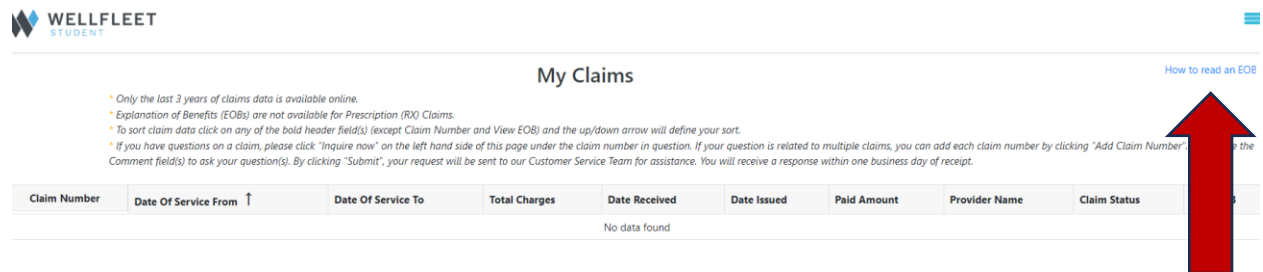 WELLFLEET
STUDENT
My Claims
How to read an EOB
* Only the last 3 years of claims data is available online.
* Explanation of Benefits (EOBs) are not available for Prescription (RX) Claims.
* To sort claim data click on any of the bold header field(s) (except Claim Number and View EOB) and the up/down arrow will define your sort.
* If you have questions on a claim, please click "Inquire now" on the left hand side of this page under the claim number in question. If your question is related to multiple claims, you can add each claim number by clicking "Add Claim Number". the
Comment field(s) to ask your question(s). By clicking "Submit", your request will be sent to our Customer Service Team for assistance. You will receive a response within one business day of receipt.
Claim Number Date Of Service From ↑ Date Of Service To Total Charges Date Received Date Issued Paid Amount Provider Name Claim Status
No data found